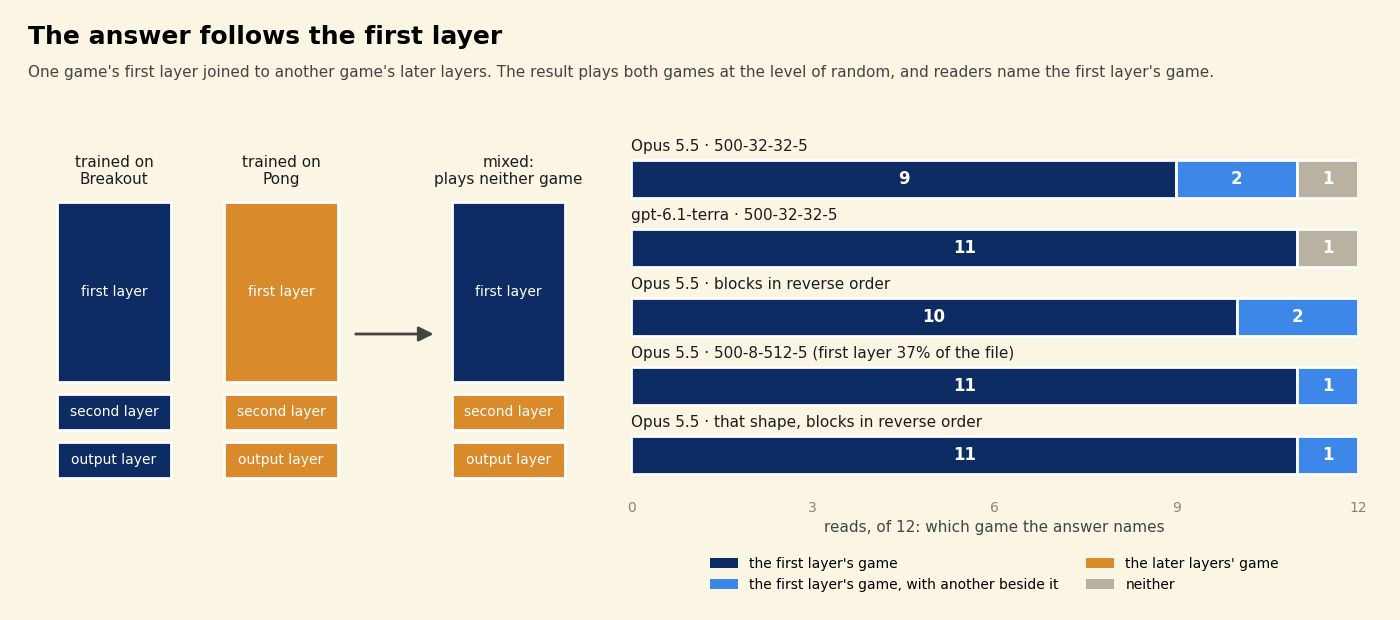 The answer follows the first layer
One game's first layer joined to another game's later layers. The result plays both games at the level of random, and readers name the first layer's game.
trained on
Breakout
trained on
Pong
mixed:
plays neither game
first layer
first layer
first layer
second layer
second layer
second layer
output layer
output layer
output layer
Opus 5.5 · 500-32-32-5
9
2
1
gpt-6.1-terra · 500-32-32-5
11
1
Opus 5.5 · blocks in reverse order
10
2
Opus 5.5 · 500-8-512-5 (first layer 37% of the file)
11
1
Opus 5.5 · that shape, blocks in reverse order
11
1
0
3
6
9
12
reads, of 12: which game the answer names
the first layer's game
the first layer's game, with another beside it
the later layers' game
neither